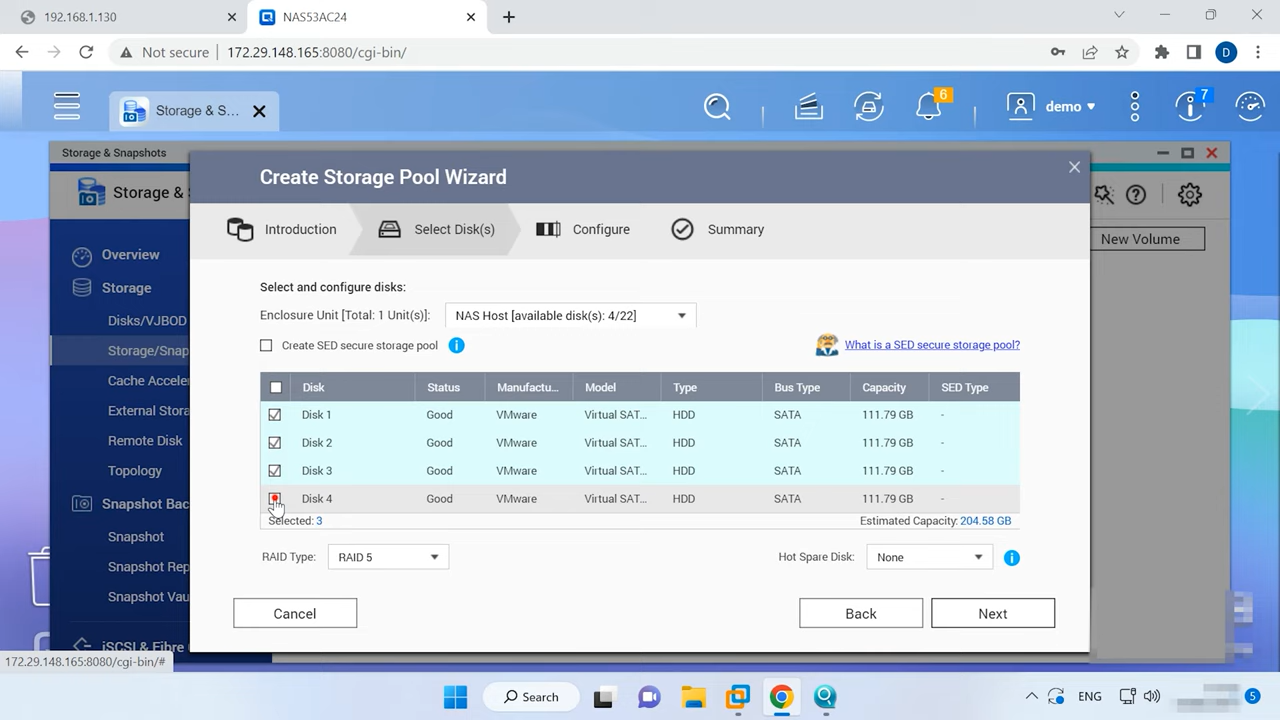 192.168.1.130
NAS53AC24
Not secure
172.29.148.165:8080/cgi-bin/
D
Storage & S...
6
demo
7
Storage & Snapshots
Storage & S
Create Storage Pool Wizard
Introduction
Select Disk(s)
Configure
Summary
New Volume
Overview
Storage
Disks/VJBOD
Storage/Snap
Cache Acceler
External Stora
Remote Disk
Topology
Snapshot Bac
Snapshot
Snapshot Rep
Snapshot Vau
iSCSI & Fibre
Select and configure disks:
Enclosure Unit [Total: 1 Unit(s)]: NAS Host [available disk(s): 4/22]
Create SED secure storage pool
What is a SED secure storage pool?
Disk Status Manufactu... Model Type Bus Type Capacity SED Type
Disk 1 Good VMware Virtual SAT... HDD SATA 111.79 GB -
Disk 2 Good VMware Virtual SAT... HDD SATA 111.79 GB -
Disk 3 Good VMware Virtual SAT... HDD SATA 111.79 GB -
Disk 4 Good VMware Virtual SAT... HDD SATA 111.79 GB -
Selected: 3
Estimated Capacity: 204.58 GB
RAID Type: RAID 5
Hot Spare Disk: None
Cancel
Back
Next
172.29.148.165:8080/cgi-bin/#
Search
ENG
5